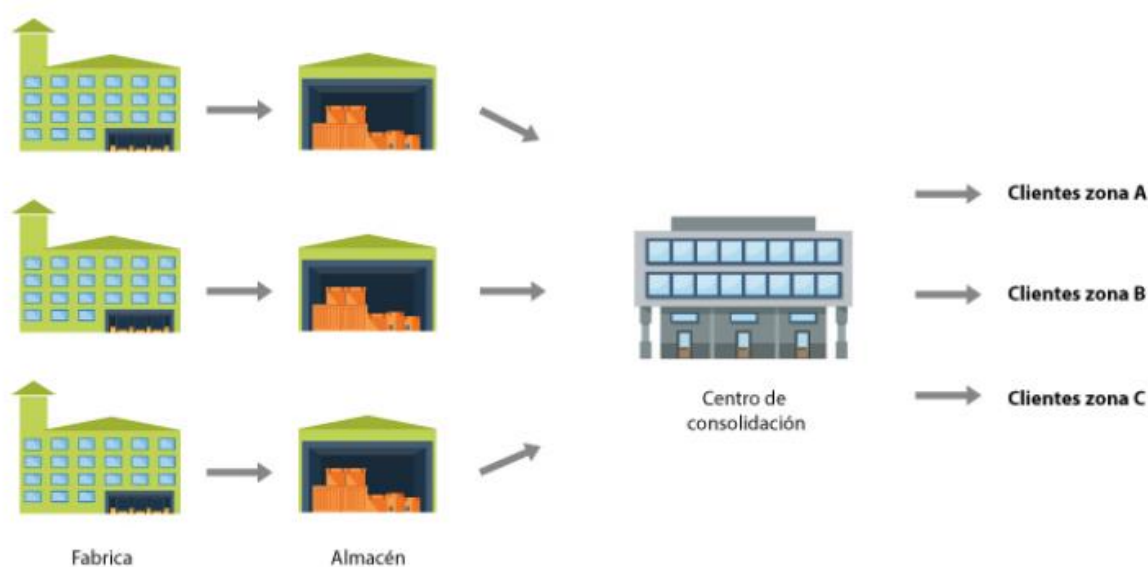 Clientes zona A
Clientes zona B
Centro de
consolidación
Clientes zona C
Fabrica
Almacén